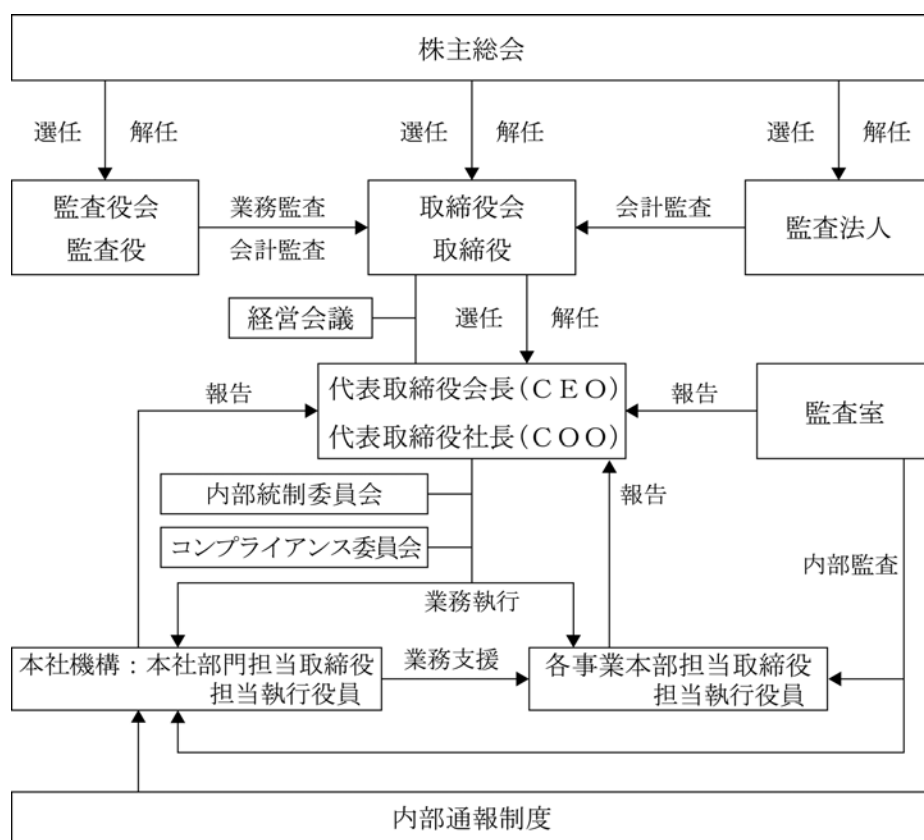 株主総会
選任
解任
選任
解任
選任
解任
監査役会
監査役
業務監査
会計監査
取締役会
取締役
会計監査
監査法人
経営会議
選任
解任
報告
代表取締役会長(ＣＥＯ)
代表取締役社長(ＣＯＯ)
報告
監査室
内部統制委員会
報告
コンプライアンス委員会
内部監査
業務執行
本社機構：本社部門担当取締役
担当執行役員
業務支援
各事業本部担当取締役
担当執行役員
内部通報制度